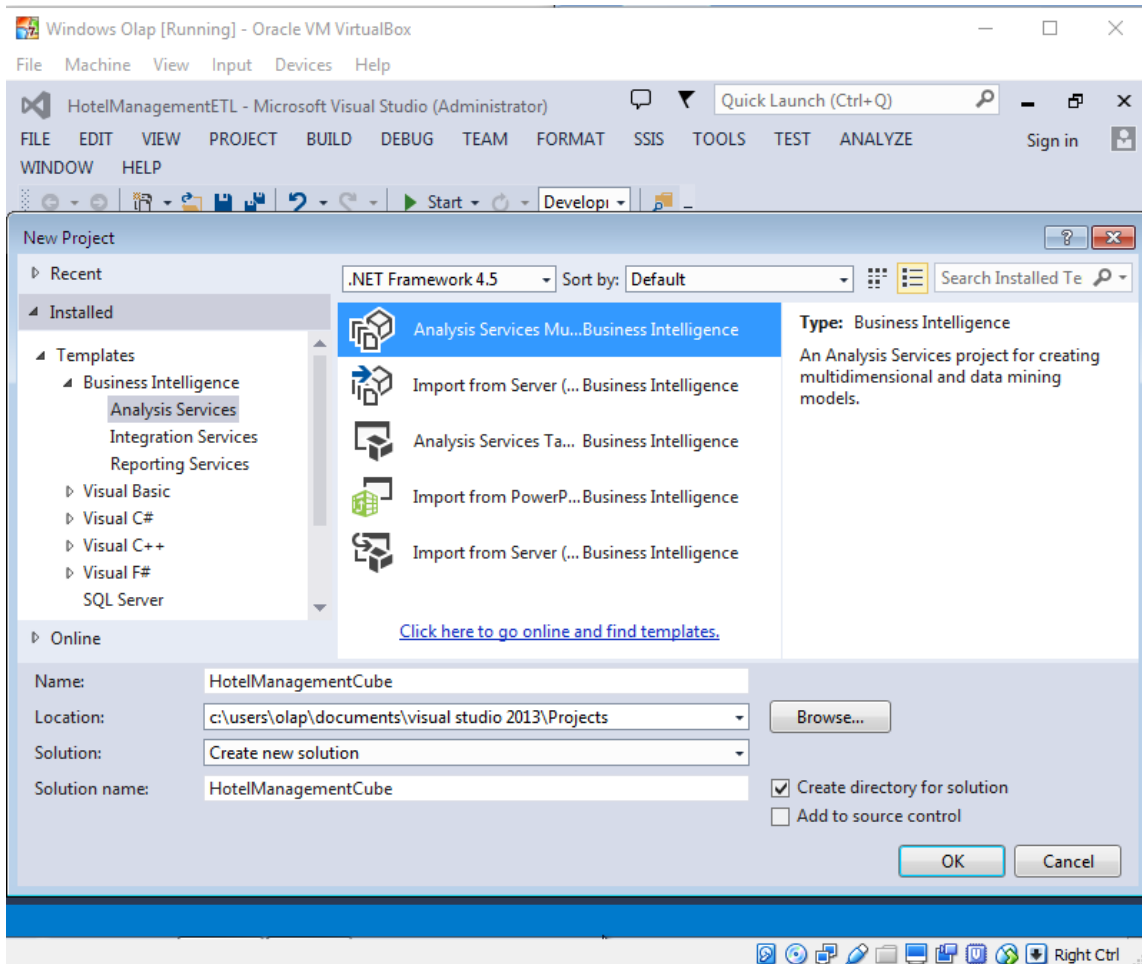 Windows Olap [Running] - Oracle VM VirtualBox
File Machine View Input Devices Help
HotelManagementETL - Microsoft Visual Studio (Administrator)
Quick Launch (Ctrl+Q)
FILE EDIT VIEW PROJECT BUILD DEBUG TEAM FORMAT SSIS TOOLS TEST ANALYZE Sign in
WINDOW HELP
Start Developı
New Project
Recent
.NET Framework 4.5 Sort by: Default Search Installed Te
Installed
Templates
Business Intelligence
Analysis Services
Integration Services
Reporting Services
Visual Basic
Visual C#
Visual C++
Visual F#
SQL Server
Online
Analysis Services Mu...Business Intelligence
Import from Server (... Business Intelligence
Analysis Services Ta... Business Intelligence
Import from PowerP...Business Intelligence
Import from Server (... Business Intelligence
Click here to go online and find templates.
Type: Business Intelligence
An Analysis Services project for creating
multidimensional and data mining
models.
Name: HotelManagementCube
Location: c:\users\olap\documents\visual studio 2013\Projects Browse...
Solution: Create new solution
Solution name: HotelManagementCube
Create directory for solution
Add to source control
OK Cancel
Right Ctrl